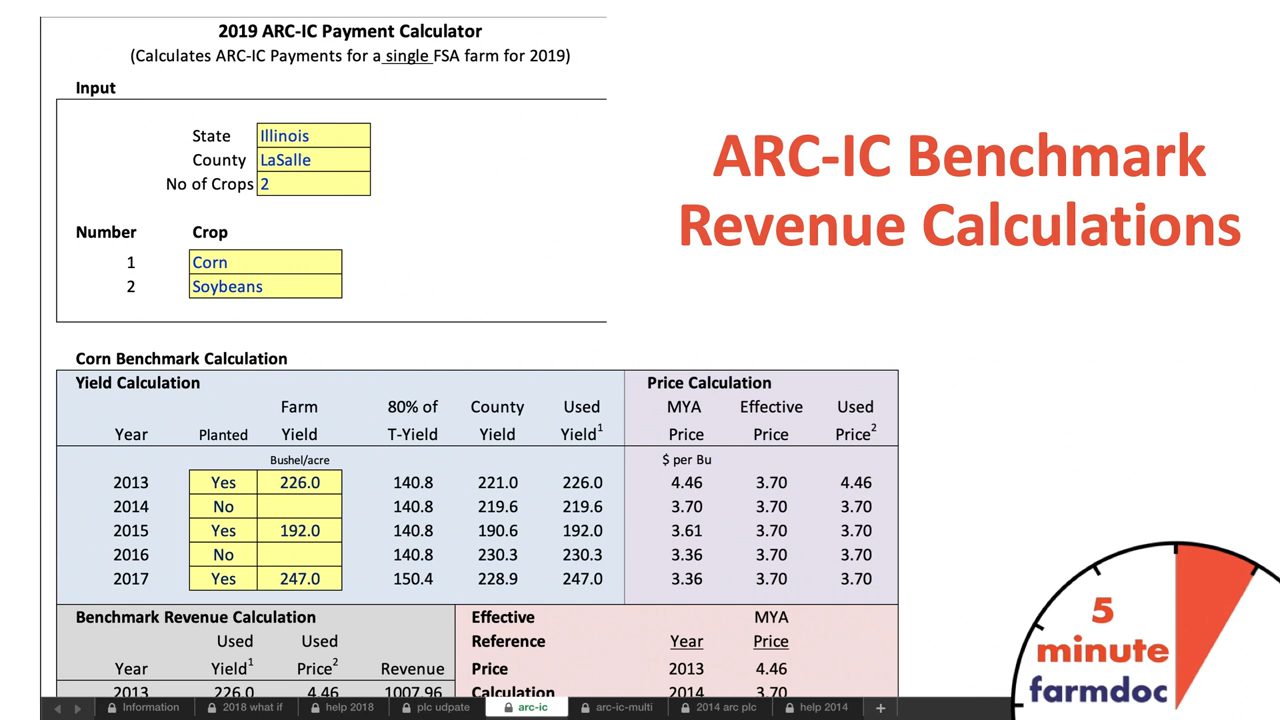 2019 ARC-IC Payment Calculator
(Calculates ARC-IC Payments for a single FSA farm for 2019)
Input
State Illinois
County LaSalle
No of Crops 2
Number Crop
1 Corn
2 Soybeans
ARC-IC Benchmark
Revenue Calculations
Corn Benchmark Calculation
Yield Calculation Price Calculation
Farm 80% of County Used MYA Effective Used
Year Planted Yield T-Yield Yield Yield1 Price Price Price2
Bushel/acre $ per Bu
2013 Yes 226.0 140.8 221.0 226.0 4.46 3.70 4.46
2014 No 140.8 219.6 219.6 3.70 3.70 3.70
2015 Yes 192.0 140.8 190.6 192.0 3.61 3.70 3.70
2016 No 140.8 230.3 230.3 3.36 3.70 3.70
2017 Yes 247.0 150.4 228.9 247.0 3.36 3.70 3.70
Benchmark Revenue Calculation Effective MYA
Used Used Reference Year Price
Year Yield1 Price2 Revenue Price 2013 4.46
2013 226.0 4.46 1007.96 Calculation 2014 3.70
Information 2018 what if help 2018 plc udpate arc-ic arc-ic-multi 2014 arc plc help 2014 +
5
minute
farmdoc